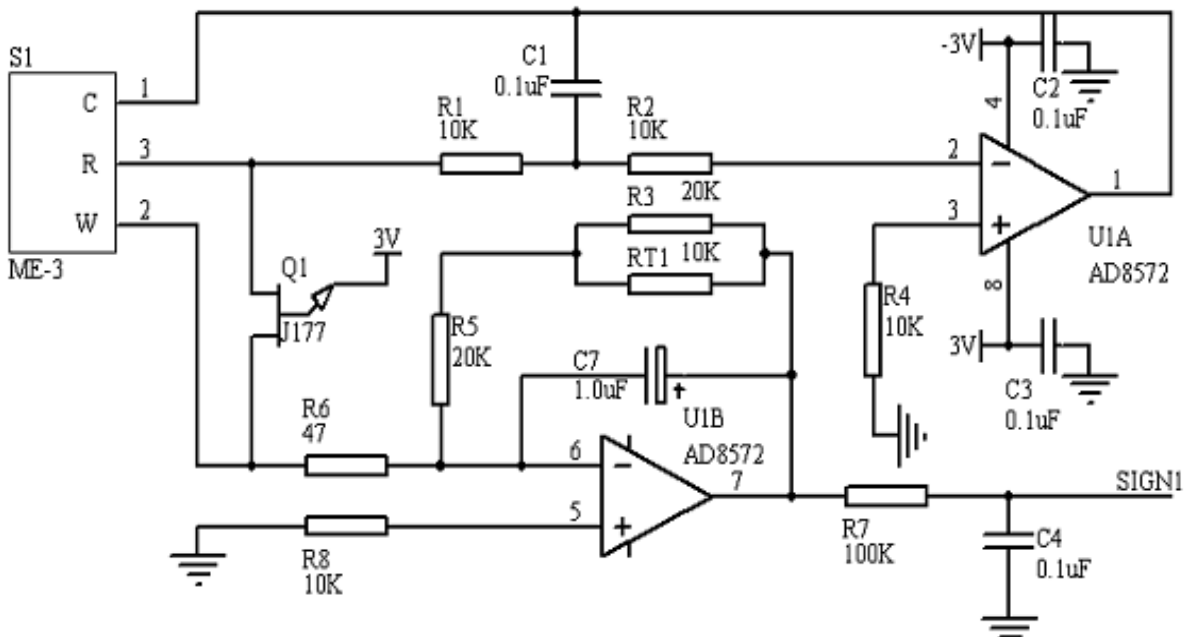 S1
C
1
R
3
W
2
ME-3
C1
0.1uF
R1
10K
R2
10K
20K
R3
10K
RT1
Q1
3V
J177
R5
20K
C7
1.0uF
+
U1B
AD8572
R6
47
6
-
5
+
7
R8
10K
R7
100K
SIGN1
C4
0.1uF
-3V
C2
0.1uF
4
2
-
3
+
1
U1A
AD8572
8
R4
10K
3V
C3
0.1uF